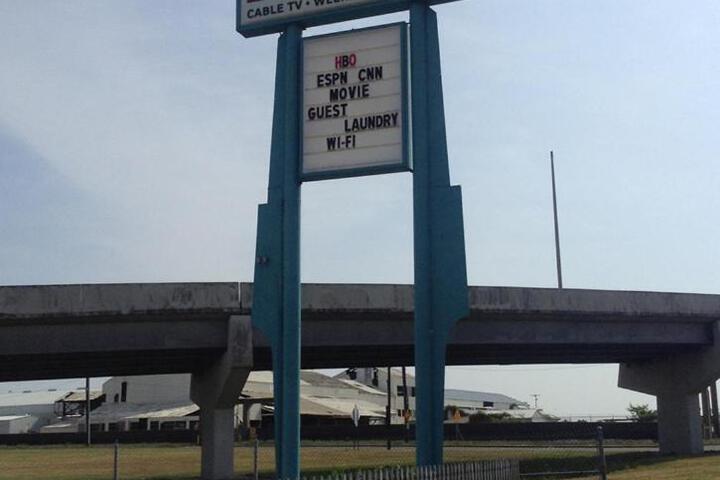 CABLE TV •
HBO
ESPN CNN
MOVIE
GUEST
LAUNDRY
WI-FI